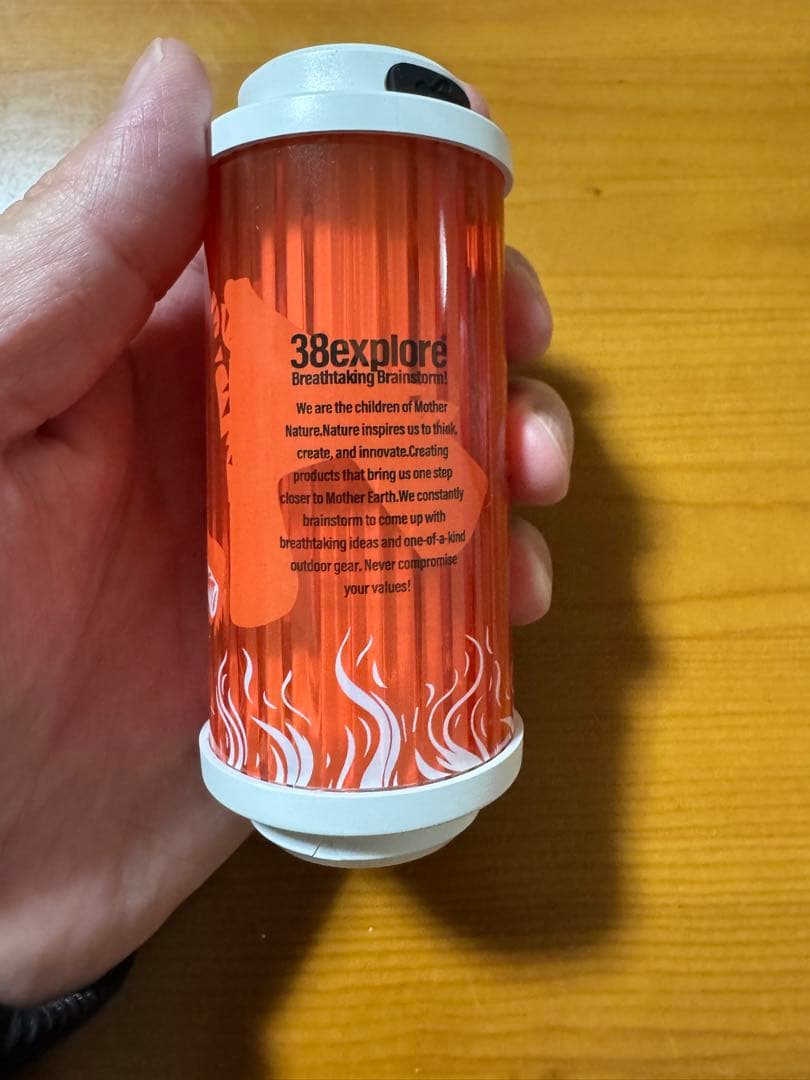 38explore
Breathtaking Brainstorm!
We are the children of Mother
Nature.Nature inspires us to think,
create, and innovate.Creating
products that bring us one step
closer to Mother Earth.We constantly
brainstorm to come up with
breathtaking ideas and one-of-a-kind
outdoor gear. Never compromise
your values!